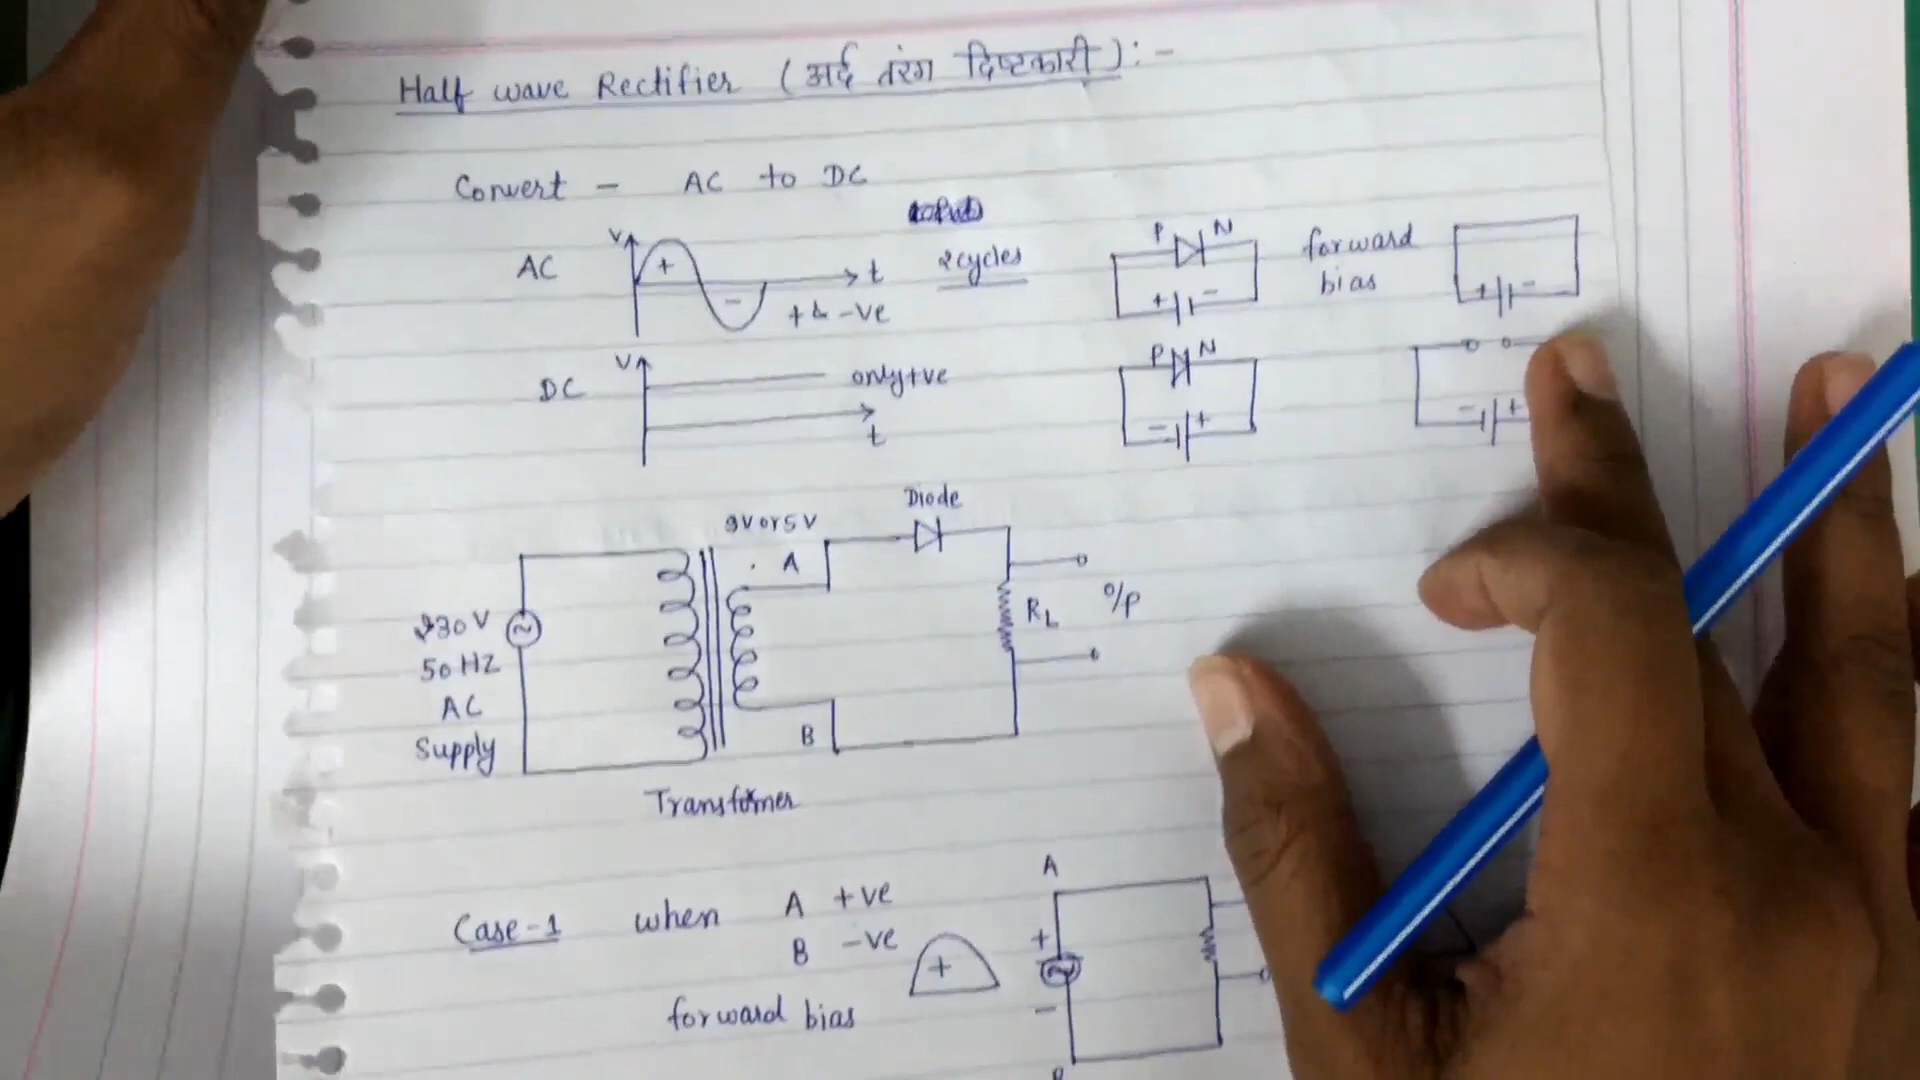 Half wave Rectifier (अर्द्ध तरंग दिष्टकारी):-
Convert - AC to DC
AC V + - t 2cycles
+ & -ve
P N
+ -
forward
bias
+ -
DC V only+ve
t
P N
- +
- +
9V or 5V
Diode
A
230V
50 HZ
AC
Supply
RL O/P
B
Transformer
Case-1 when A +ve
B -ve
+
forward bias
A
+
-